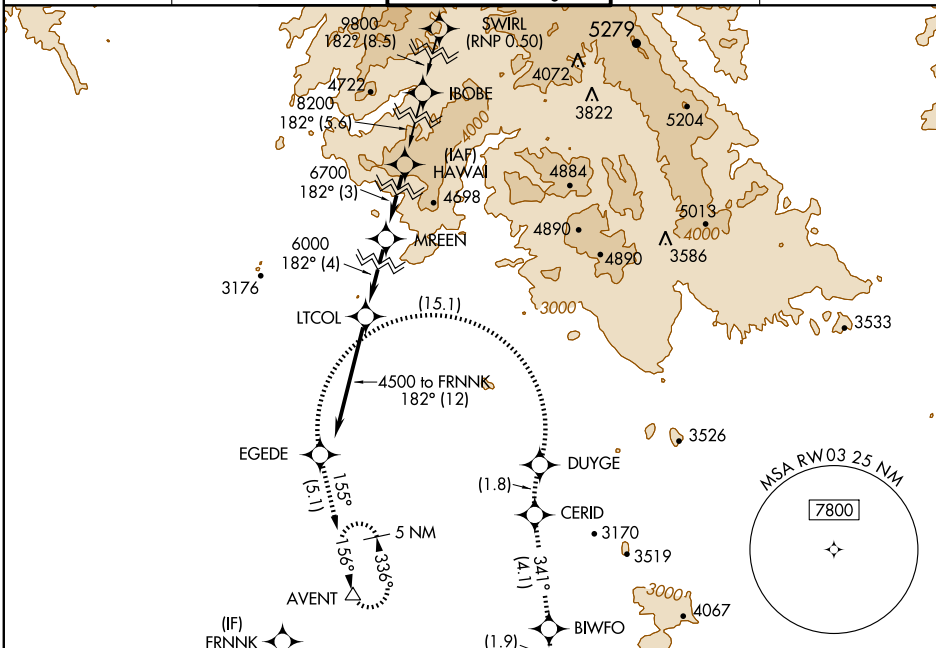 9800
182° (8.5)
SWIRL
(RNP 0.50)
5279
4072
3822
4722
IBOBE
8200
182° (5.6)
4000
5204
(IAF)
HAWAI
6700
182° (3)
4698
4884
5013
4000
4890
4890
3586
MREEN
6000
182° (4)
3176
3000
(15.1)
LTCOL
3533
4500 to FRNNK
182° (12)
3526
EGEDE
DUYGE
MSA RW03 25 NM
7800
155°
(5.1)
(1.8)
CERID
5 NM
3170
3519
156°
336°
341°
(4.1)
AVENT
3000
4067
(IF)
FRNNK
BIWFO
(1.9)